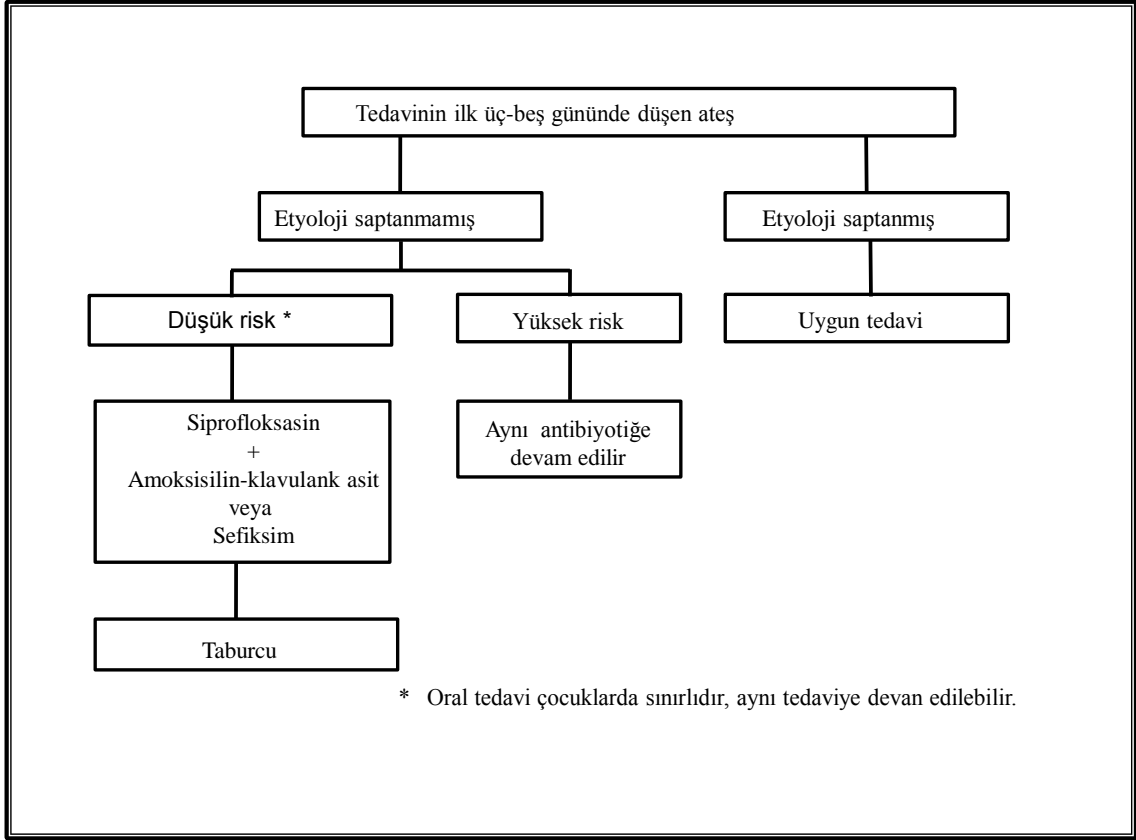 Tedavinin ilk üç-beş gününde düşen ateş
Etyoloji saptanmamış
Etyoloji saptanmış
Düşük risk *
Yüksek risk
Uygun tedavi
Siprofloksasin
+
Amoksisilin-klavulank asit
veya
Sefiksim
Aynı antibiyotiğe
devam edilir
Taburcu
* Oral tedavi çocuklarda sınırlıdır, aynı tedaviye devan edilebilir.